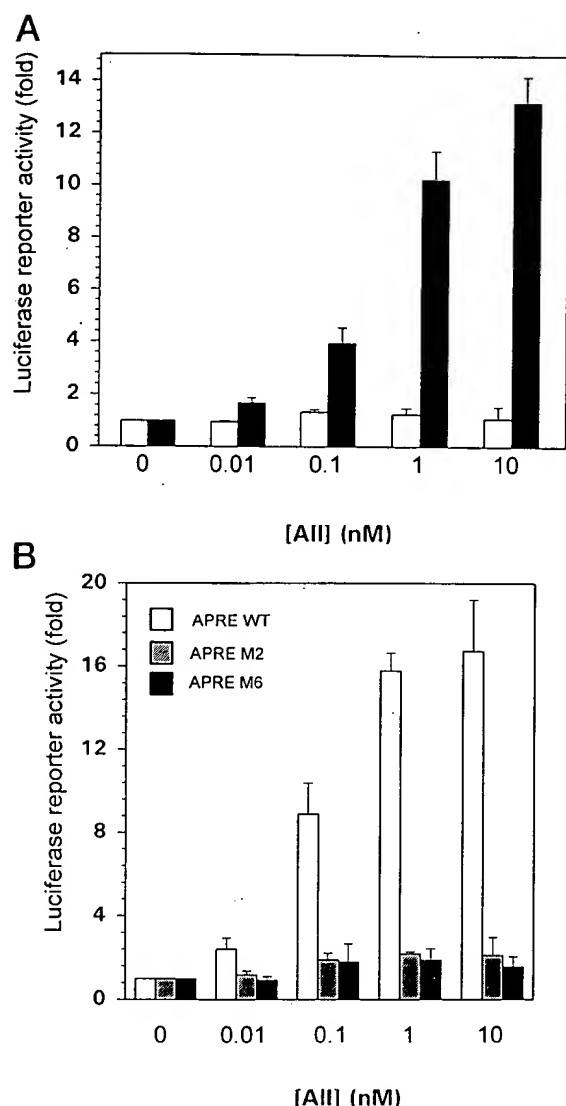 A
Luciferase reporter activity (fold)
14
12
10
8
6
4
2
0
0 0.01 0.1 1 10
[AII] (nM)
B
Luciferase reporter activity (fold)
20
16
12
8
4
0
APRE WT
APRE M2
APRE M6
0 0.01 0.1 1 10
[AII] (nM)